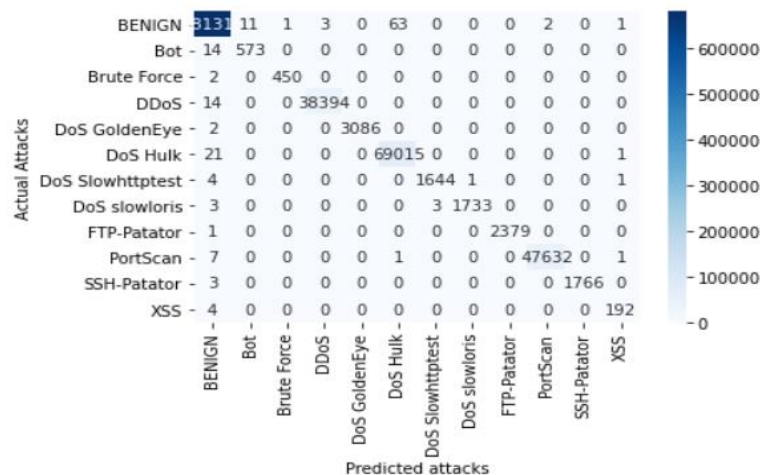 BENIGN 11 1 3 0 63 0 0 0 2 0 1
Bot 14 573 0 0 0 0 0 0 0 0 0 0
Brute Force 2 0 450 0 0 0 0 0 0 0 0 0
DDoS 14 0 0 38394 0 0 0 0 0 0 0 0
DoS GoldenEye 2 0 0 0 3086 0 0 0 0 0 0 0
DoS Hulk 21 0 0 0 0 69015 0 0 0 0 0 1
DoS Slowhttptest 4 0 0 0 0 0 1644 1 0 0 0 1
DoS slowloris 3 0 0 0 0 0 3 1733 0 0 0 0
FTP-Patator 1 0 0 0 0 0 0 0 2379 0 0 0
PortScan 7 0 0 0 0 1 0 0 0 47632 0 1
SSH-Patator 3 0 0 0 0 0 0 0 0 0 1766 0
XSS 4 0 0 0 0 0 0 0 0 0 0 192
Actual Attacks
BENIGN
Bot
Brute Force
DDoS
DoS GoldenEye
DoS Hulk
DoS Slowhttptest
DoS slowloris
FTP-Patator
PortScan
SSH-Patator
XSS
Predicted attacks
600000
500000
400000
300000
200000
100000
0